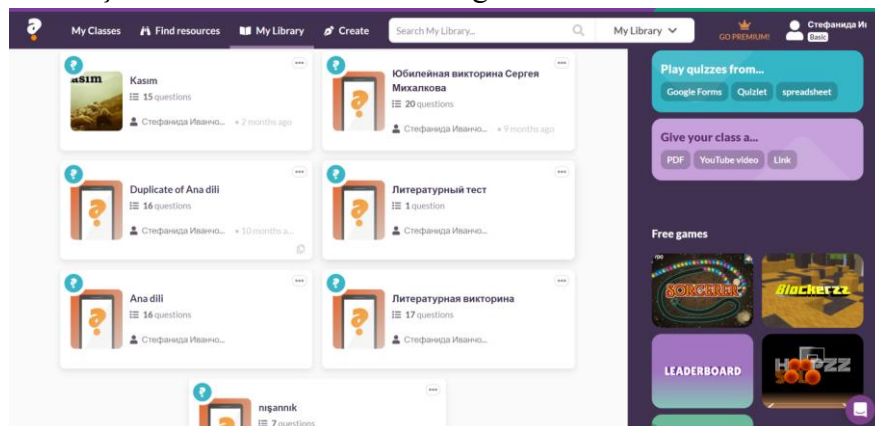 My Classes Find resources My Library Create Search My Library... My Library GO PREMIUM! Стефанида Ив Basic
Kasım
15 questions
Стефанида Иванчо... • 2 months ago
Юбилейная викторина Сергея
Михалкова
20 questions
Стефанида Иванчо... • 9 months ago
Duplicate of Ana dili
16 questions
Стефанида Иванчо... • 10 months a...
Литературный тест
1 question
Стефанида Иванчо...
Ana dili
16 questions
Стефанида Иванчо...
Литературная викторина
17 questions
Стефанида Иванчо...
nışannık
7 questions
Play quizzes from...
Google Forms Quizlet spreadsheet
Give your class a...
PDF YouTube video Link
Free games
SORCERER
Blockerzz
LEADERBOARD
HOOPZZ